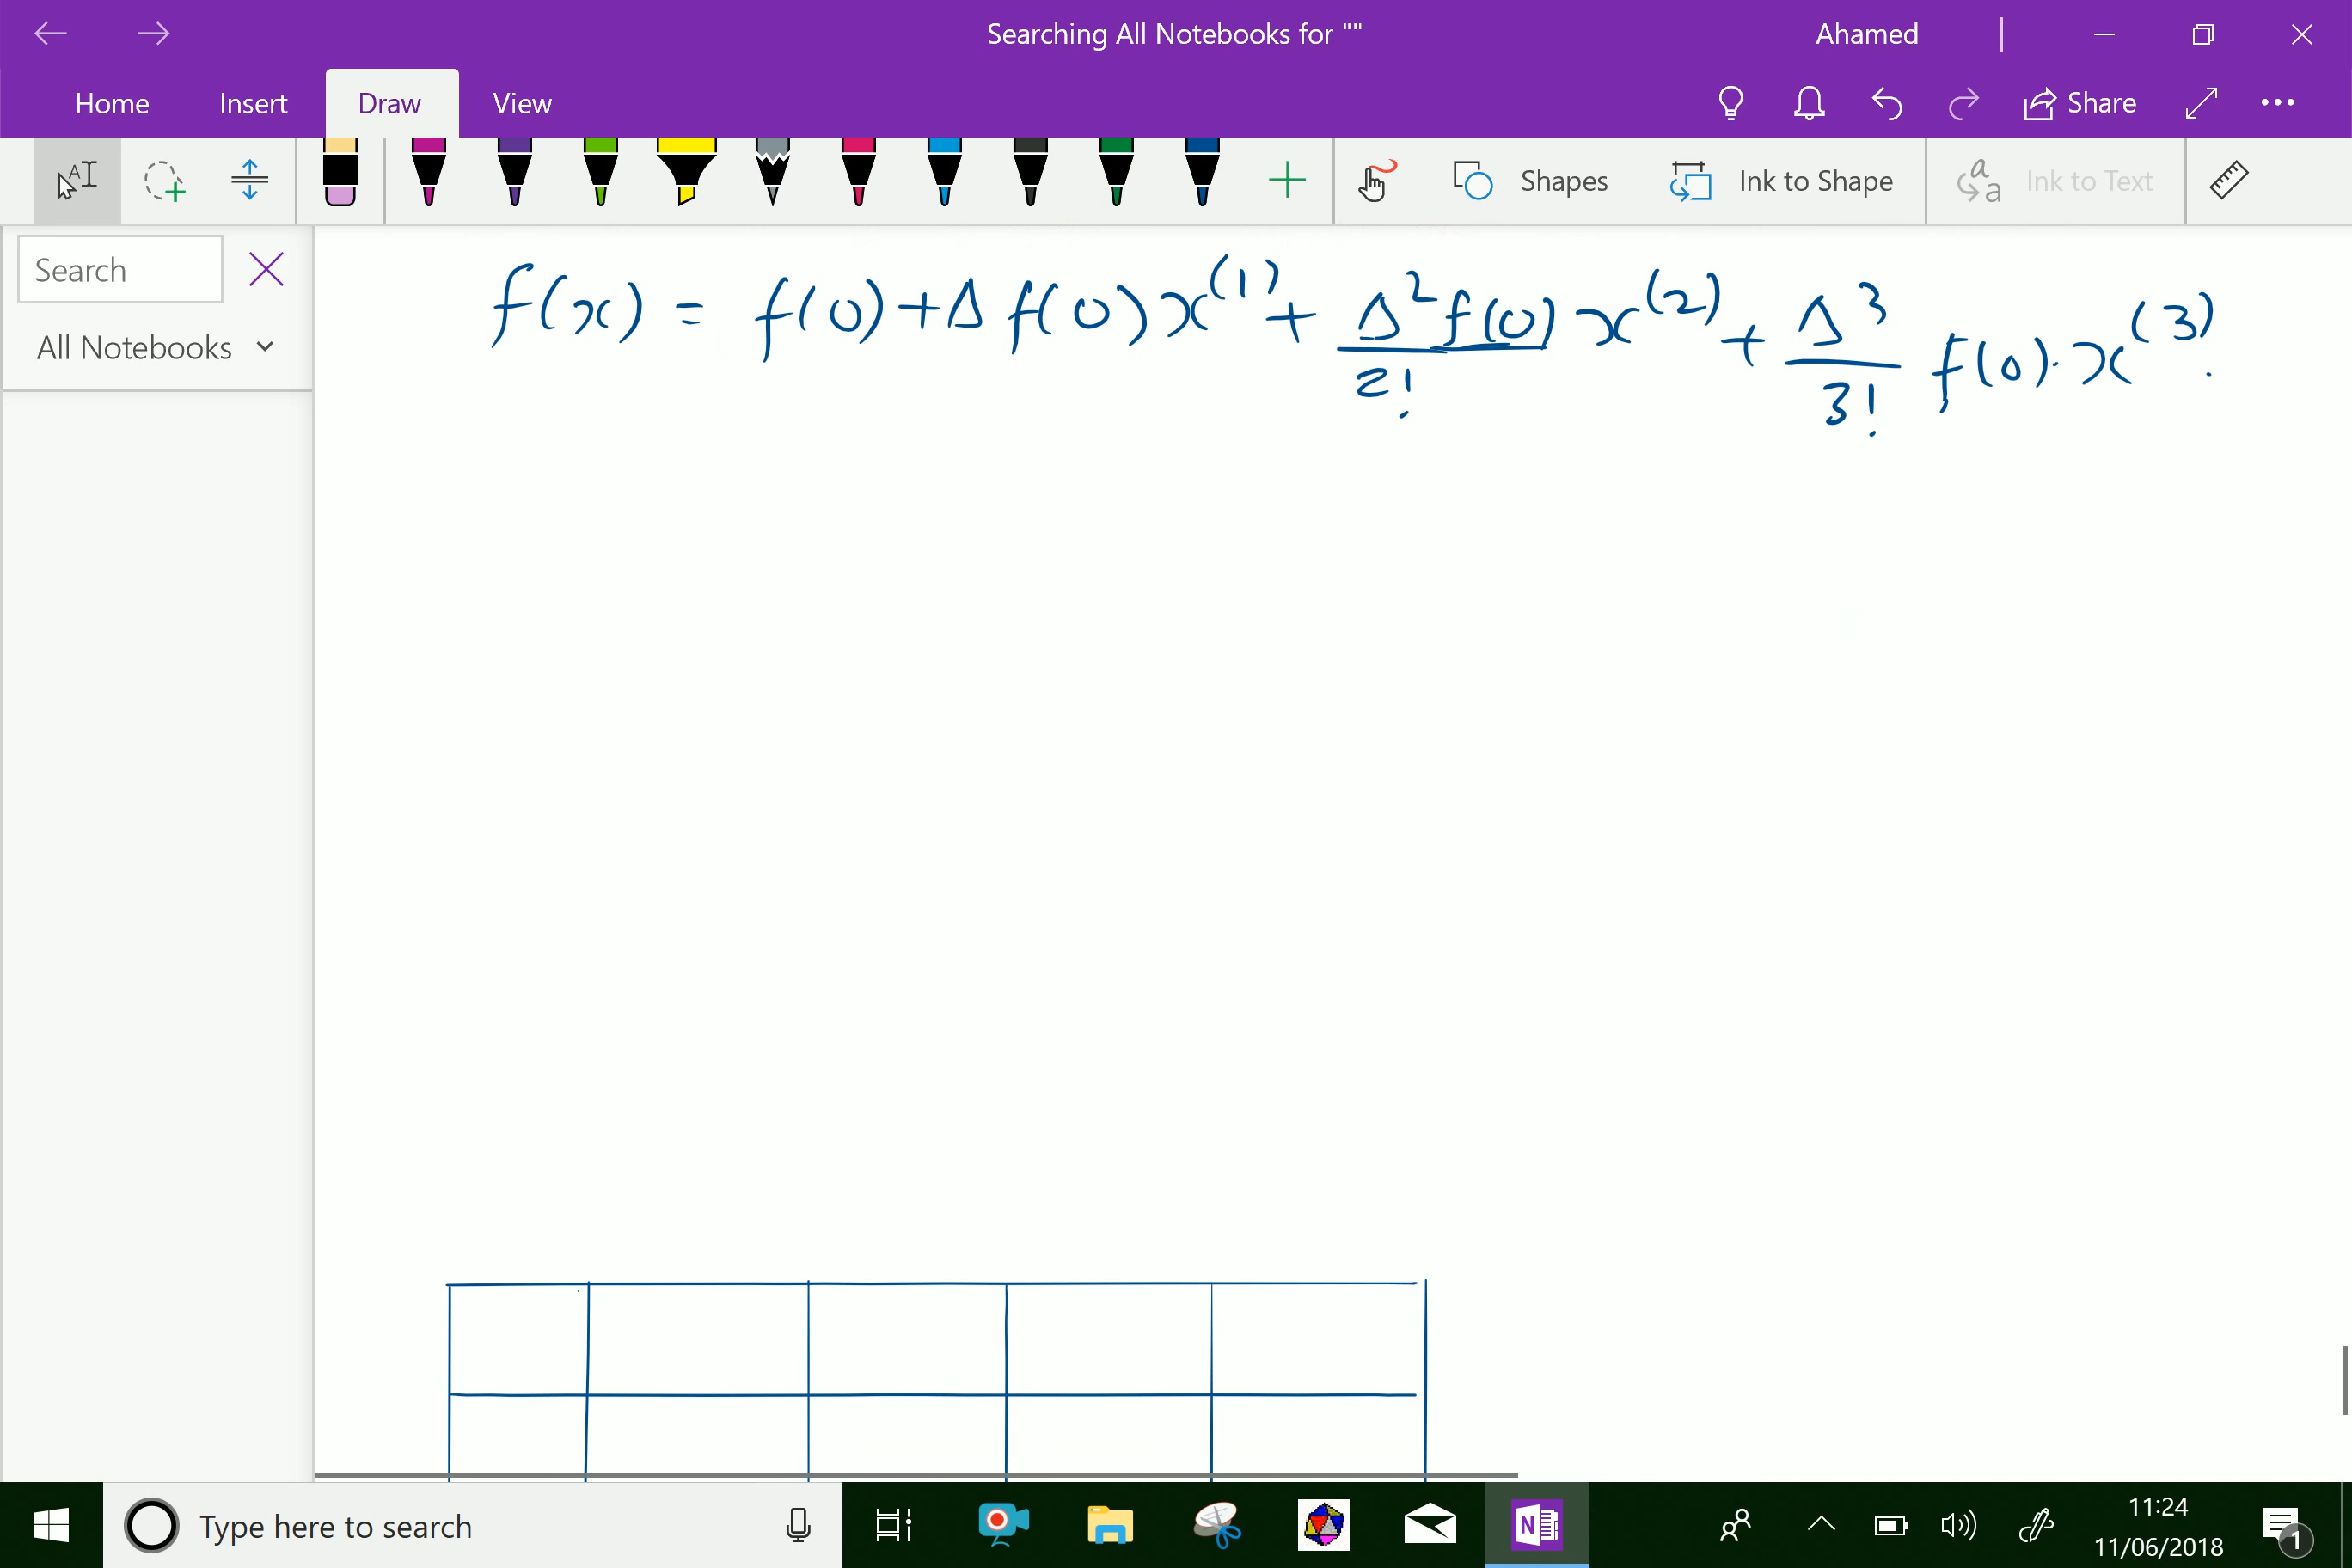 Searching All Notebooks for ""
Ahamed
Home Insert Draw View
Share
Shapes Ink to Shape Ink to Text
Search
All Notebooks
f(x) = f(0) + Δ f(0) x^(1) + Δ² f(0)/2! x^(2) + Δ³/3! f(0). x^(3).
Type here to search
11:24
11/06/2018
1